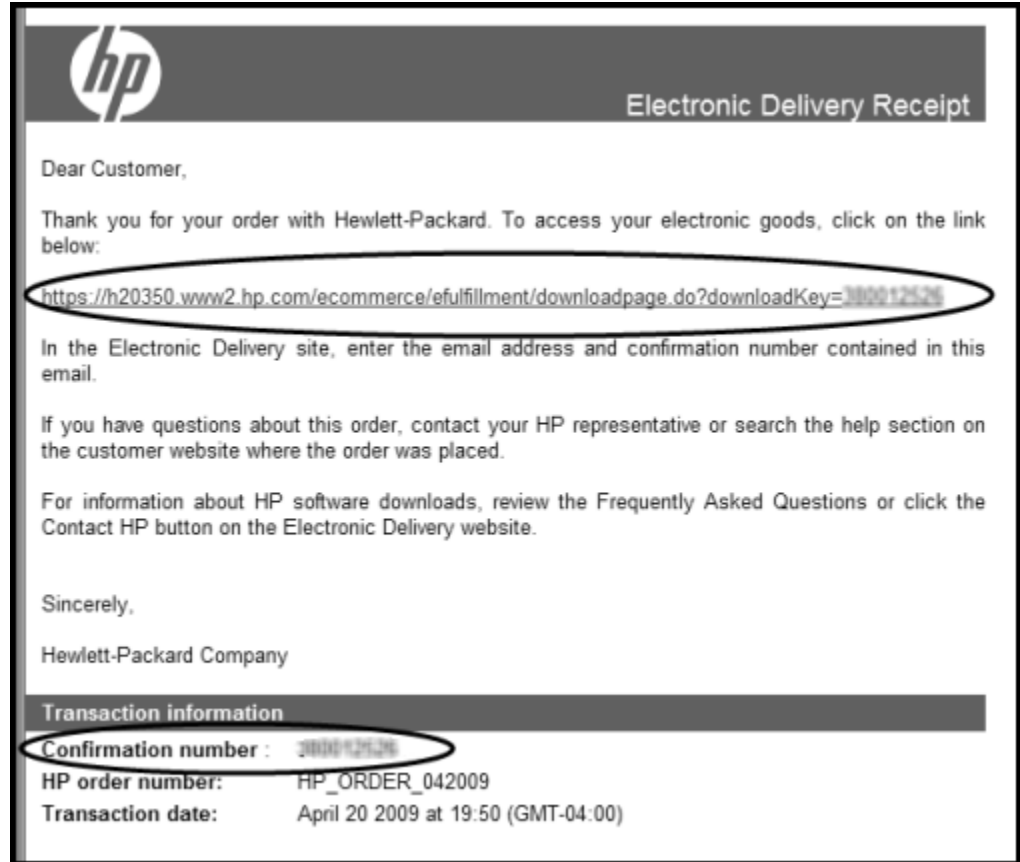 hp
Electronic Delivery Receipt
Dear Customer,
Thank you for your order with Hewlett-Packard. To access your electronic goods, click on the link
below:
https://h20350.www2.hp.com/ecommerce/efulfillment/downloadpage.do?downloadKey=
In the Electronic Delivery site, enter the email address and confirmation number contained in this
email.
If you have questions about this order, contact your HP representative or search the help section on
the customer website where the order was placed.
For information about HP software downloads, review the Frequently Asked Questions or click the
Contact HP button on the Electronic Delivery website.
Sincerely,
Hewlett-Packard Company
Transaction information
Confirmation number :
HP order number: HP_ORDER_042009
Transaction date: April 20 2009 at 19:50 (GMT-04:00)